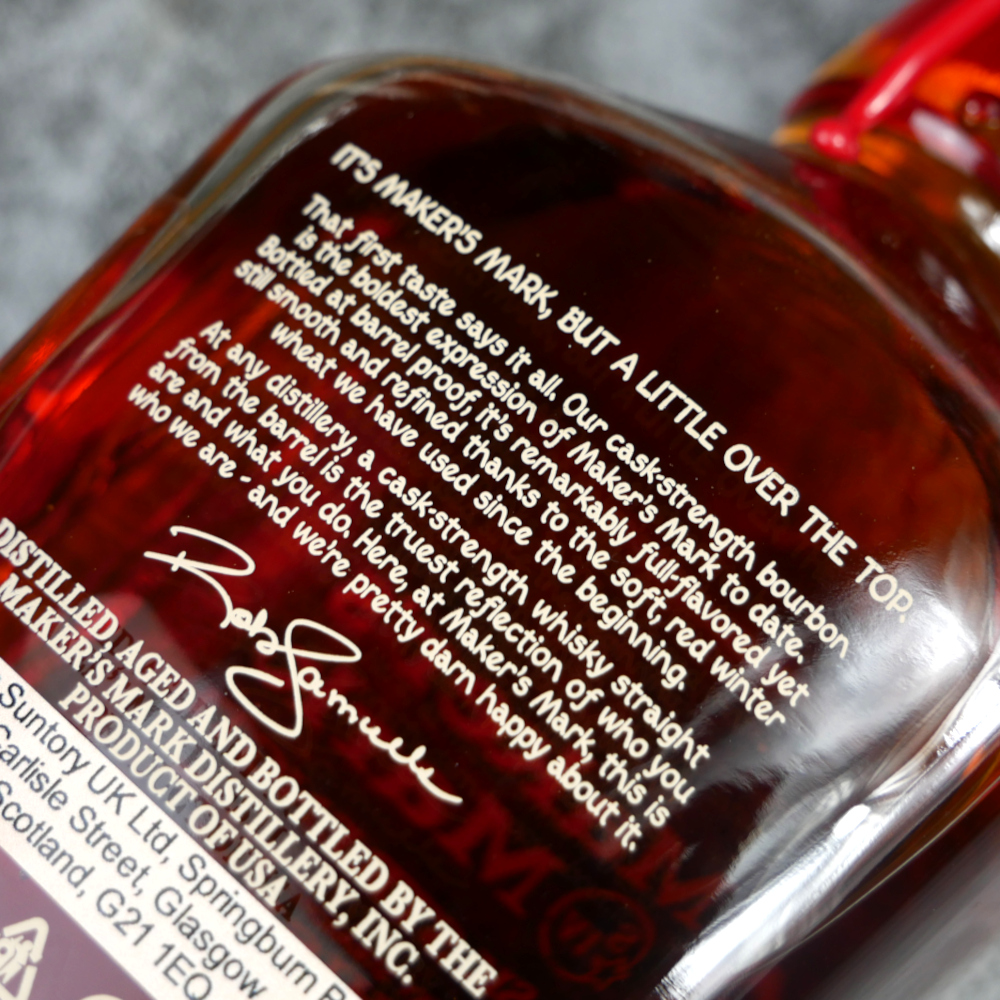 IT'S MAKER'S MARK, BUT A LITTLE OVER THE TOP.
That first taste says it all. Our cask-strength bourbon
is the boldest expression of Maker's Mark to date.
Bottled at barrel proof, it's remarkably full-flavored yet
still smooth and refined thanks to the soft, red winter
wheat we have used since the beginning.
At any distillery, a cask-strength whisky straight
from the barrel is the truest reflection of who you
are and what you do. Here, at Maker's Mark, this is
who we are - and we're pretty darn happy about it.
Rob Samuels
DISTILLED AGED AND BOTTLED BY THE
MAKER'S MARK DISTILLERY, INC.
PRODUCT OF USA
Suntory UK Ltd, Springburn
Carlisle Street, Glasgow
Scotland, G21 1EQ